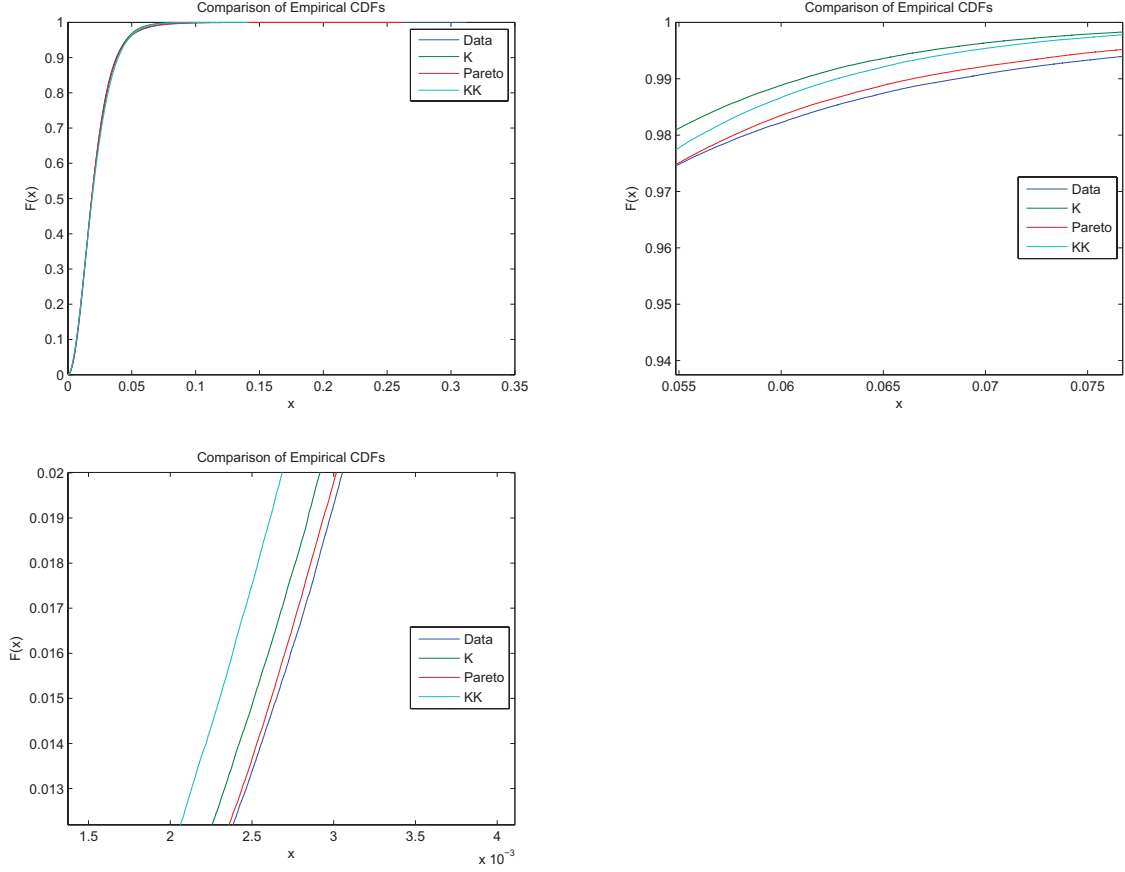 Comparison of Empirical CDFs
1
0.9
0.8
0.7
0.6
0.5
0.4
0.3
0.2
0.1
0
F(x)
0 0.05 0.1 0.15 0.2 0.25 0.3 0.35
x
Data
K
Pareto
KK
Comparison of Empirical CDFs
1
0.99
0.98
0.97
0.96
0.95
0.94
F(x)
0.055 0.06 0.065 0.07 0.075
x
Data
K
Pareto
KK
Comparison of Empirical CDFs
0.02
0.019
0.018
0.017
0.016
0.015
0.014
0.013
F(x)
1.5 2 2.5 3 3.5 4
x
x 10⁻³
Data
K
Pareto
KK